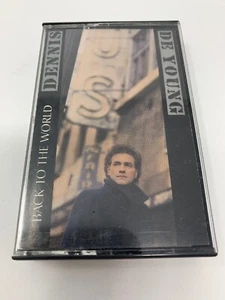 BACK TO THE WORLD
DENNIS
DE YOUNG